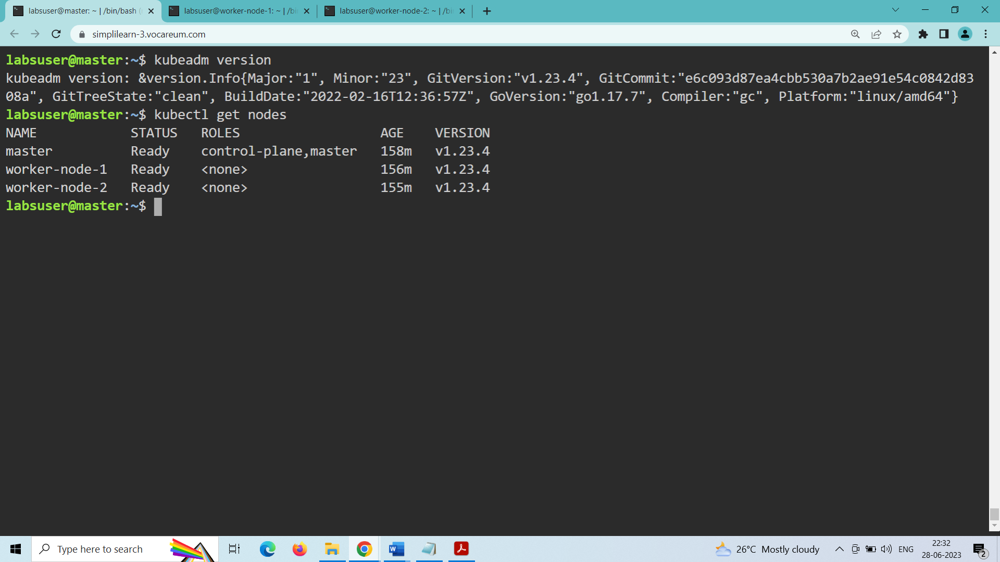 labsuser@master: ~ | /bin/bash
labsuser@worker-node-1: ~ | /bi
labsuser@worker-node-2: ~ | /bi
simplilearn-3.vocareum.com
labsuser@master:~$ kubeadm version
kubeadm version: &version.Info{Major:"1", Minor:"23", GitVersion:"v1.23.4", GitCommit:"e6c093d87ea4cbb530a7b2ae91e54c0842d83
08a", GitTreeState:"clean", BuildDate:"2022-02-16T12:36:57Z", GoVersion:"go1.17.7", Compiler:"gc", Platform:"linux/amd64"}
labsuser@master:~$ kubectl get nodes
NAME STATUS ROLES AGE VERSION
master Ready control-plane,master 158m v1.23.4
worker-node-1 Ready <none> 156m v1.23.4
worker-node-2 Ready <none> 155m v1.23.4
labsuser@master:~$
Type here to search
26°C Mostly cloudy
ENG
22:32
28-06-2023
2